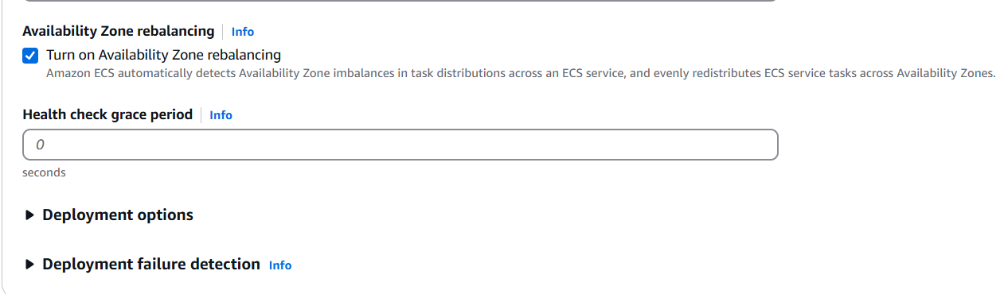 Availability Zone rebalancing Info
Turn on Availability Zone rebalancing
Amazon ECS automatically detects Availability Zone imbalances in task distributions across an ECS service, and evenly redistributes ECS service tasks across Availability Zones.
Health check grace period Info
0
seconds
Deployment options
Deployment failure detection Info